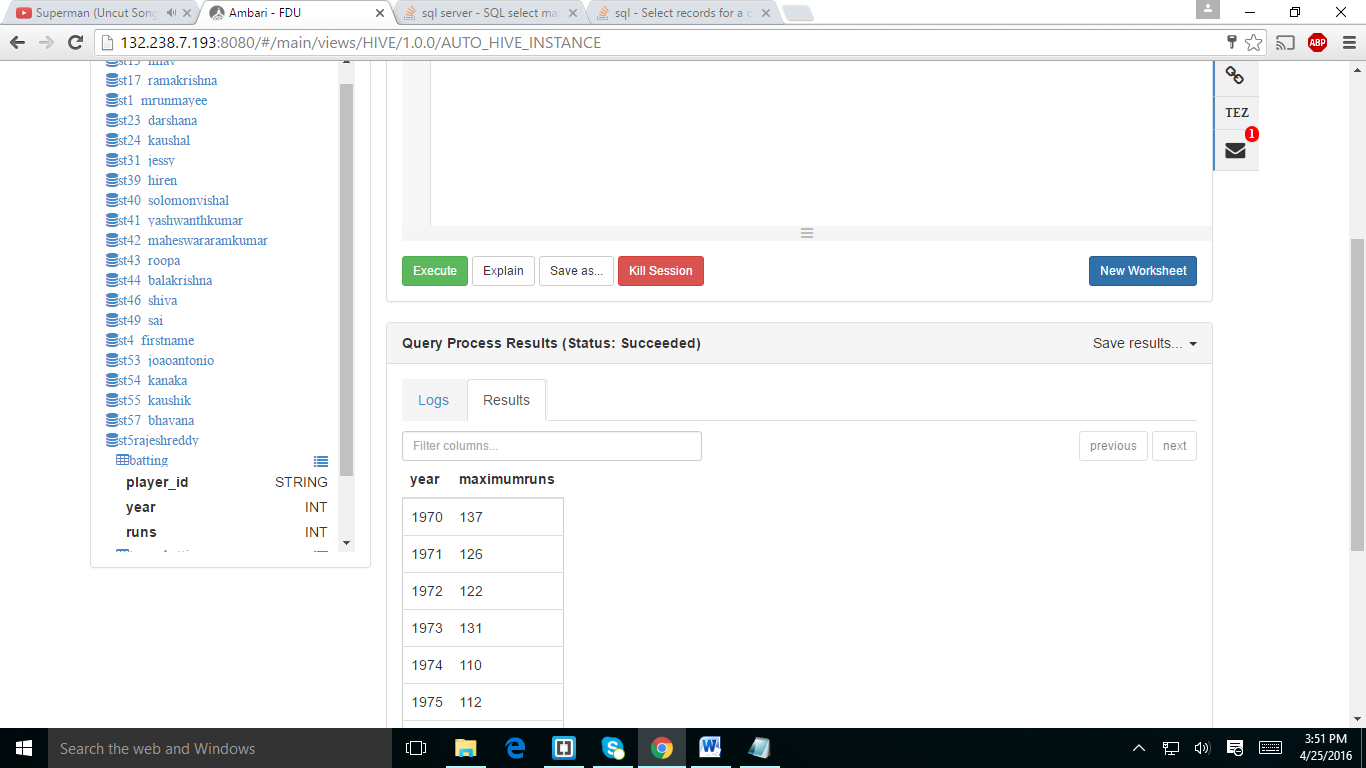 Superman (Uncut Song
Ambari - FDU
sql server - SQL select ma
sql - Select records for a c
132.238.7.193:8080/#/main/views/HIVE/1.0.0/AUTO_HIVE_INSTANCE
ABP
st17 ramakrishna
st1 mrunmayee
st23 darshana
st24 kaushal
st31 jessy
st39 hiren
st40 solomonvishal
st41 yashwanthkumar
st42 maheswararamkumar
st43 roopa
st44 balakrishna
st46 shiva
st49 sai
st4 firstname
st53 joaoantonio
st54 kanaka
st55 kaushik
st57 bhavana
st5rajeshreddy
batting
player_id STRING
year INT
runs INT
TEZ
1
Execute Explain Save as... Kill Session New Worksheet
Query Process Results (Status: Succeeded) Save results...
Logs Results
Filter columns... previous next
year maximumruns
1970 137
1971 126
1972 122
1973 131
1974 110
1975 112
Search the web and Windows
3:51 PM
4/25/2016